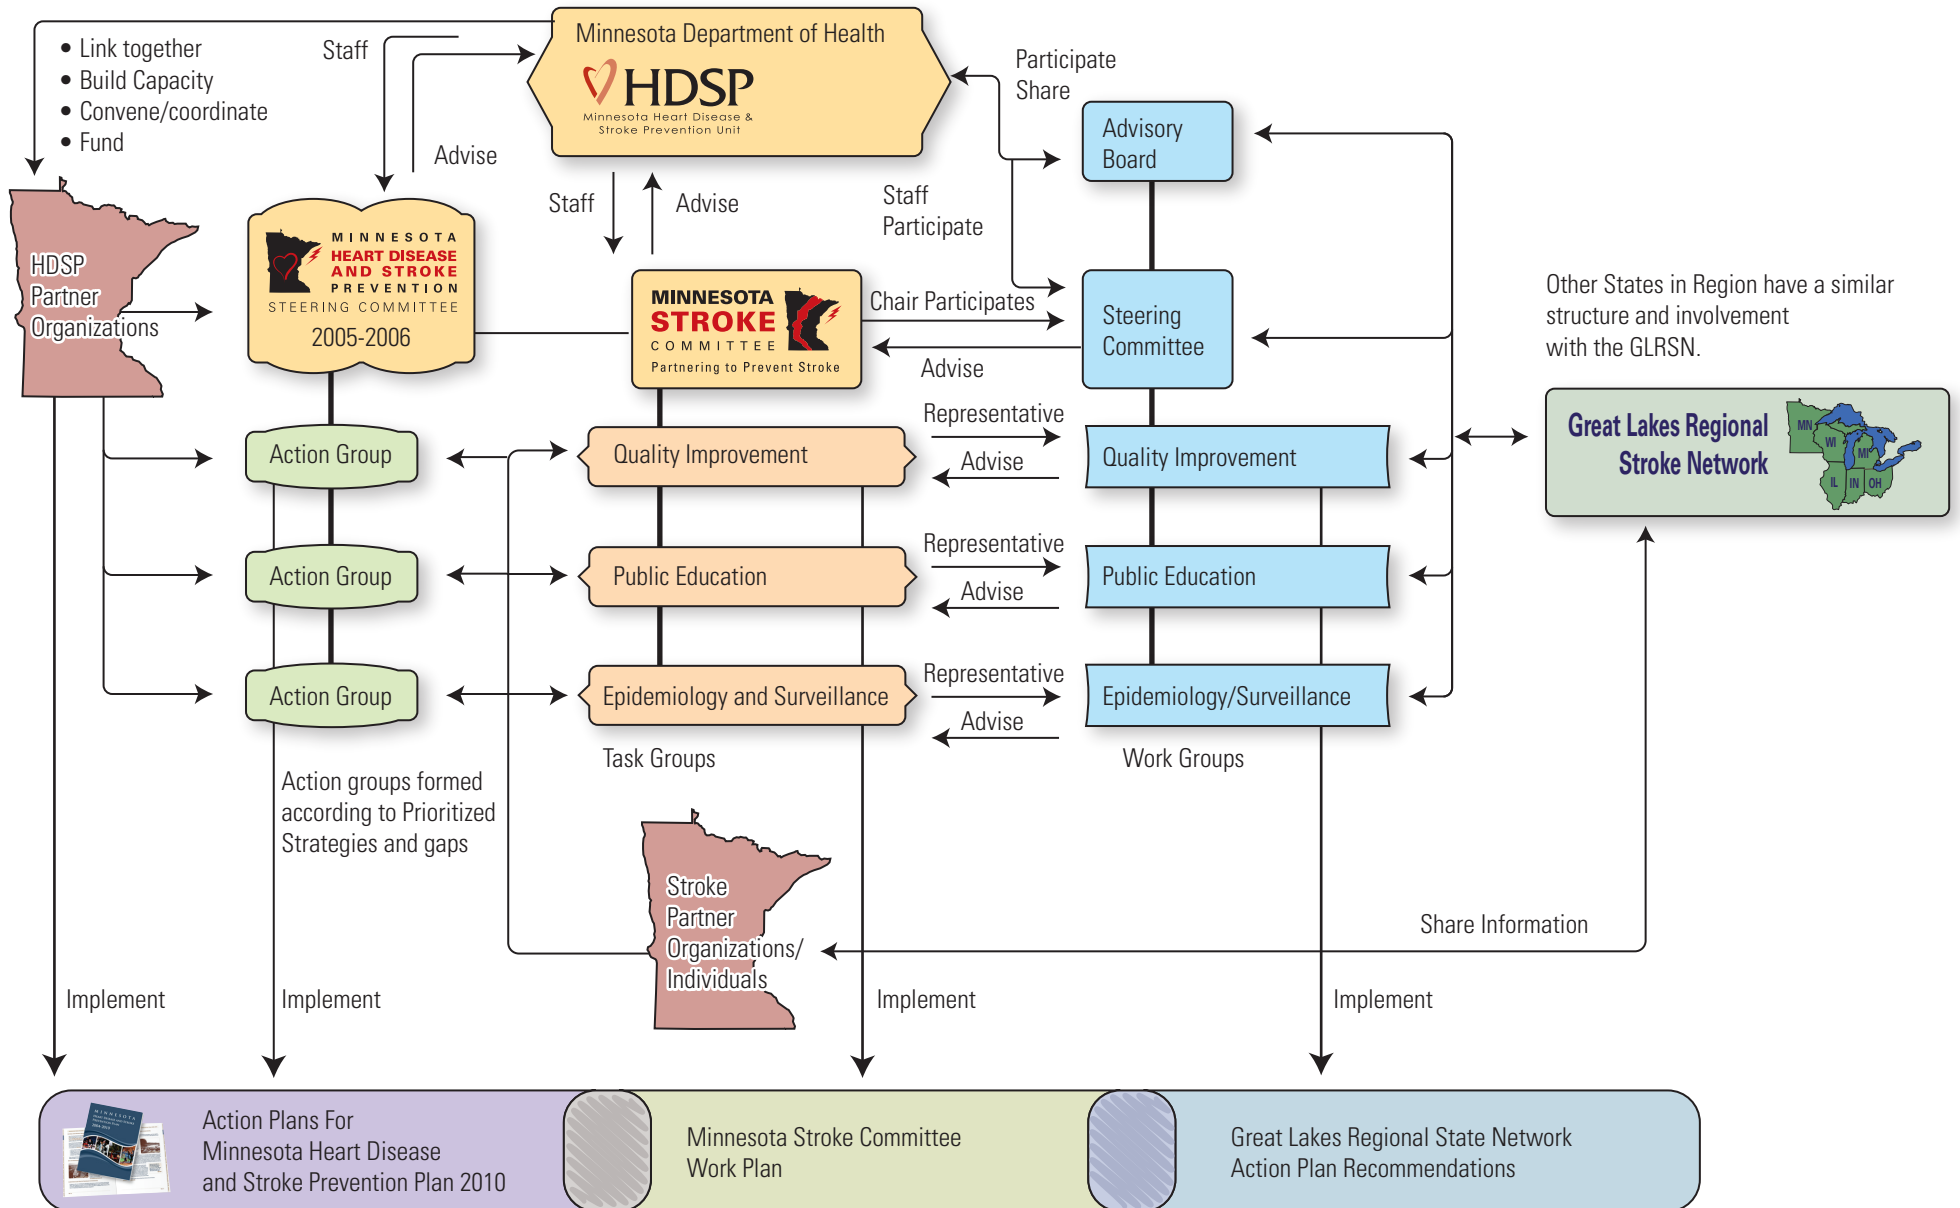 • Link together
• Build Capacity
• Convene/coordinate
• Fund
Staff
Advise
Minnesota Department of Health
HDSP
Minnesota Heart Disease &
Stroke Prevention Unit
Participate
Share
Advisory
Board
Staff
Advise
Staff
Participate
HDSP
Partner
Organizations
MINNESOTA
HEART DISEASE
AND STROKE
PREVENTION
STEERING COMMITTEE
2005-2006
MINNESOTA
STROKE
COMMITTEE
Partnering to Prevent Stroke
Chair Participates
Advise
Steering
Committee
Other States in Region have a similar
structure and involvement
with the GLRSN.
Great Lakes Regional
Stroke Network
MN
WI
MI
IL
IN
OH
Action Group
Quality Improvement
Representative
Advise
Quality Improvement
Action Group
Public Education
Representative
Advise
Public Education
Action Group
Epidemiology and Surveillance
Representative
Advise
Epidemiology/Surveillance
Task Groups
Work Groups
Action groups formed
according to Prioritized
Strategies and gaps
Stroke
Partner
Organizations/
Individuals
Share Information
Implement
Implement
Implement
Implement
MINNESOTA
Action Plans For
Minnesota Heart Disease
and Stroke Prevention Plan 2010
Minnesota Stroke Committee
Work Plan
Great Lakes Regional State Network
Action Plan Recommendations